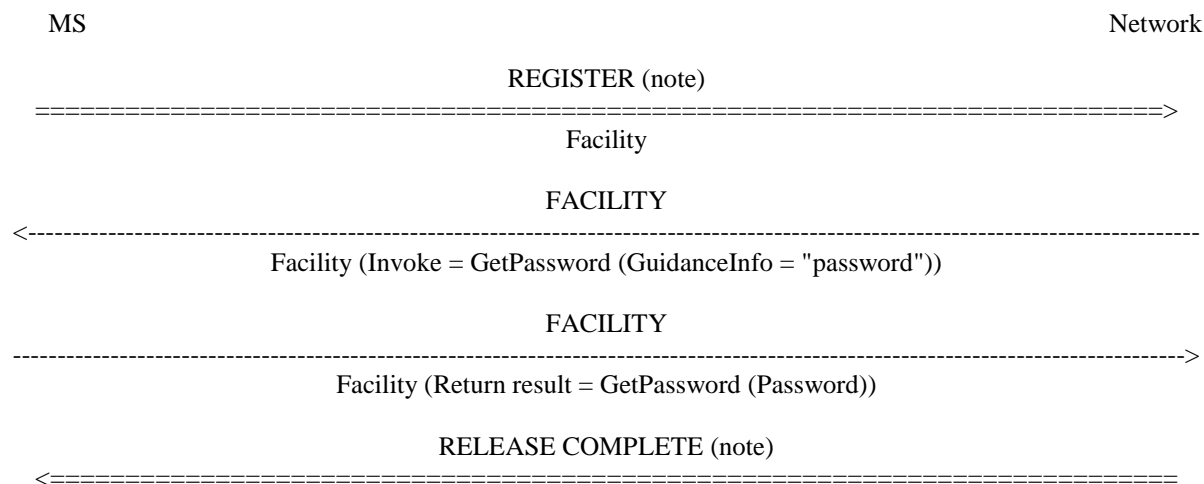 MS Network
REGISTER (note)
===========================================================================>
Facility
FACILITY
<------------------------------------------------------------------------------------------------------------------------------------
Facility (Invoke = GetPassword (GuidanceInfo = "password"))
FACILITY
------------------------------------------------------------------------------------------------------------------------------------>
Facility (Return result = GetPassword (Password))
RELEASE COMPLETE (note)
<===========================================================================